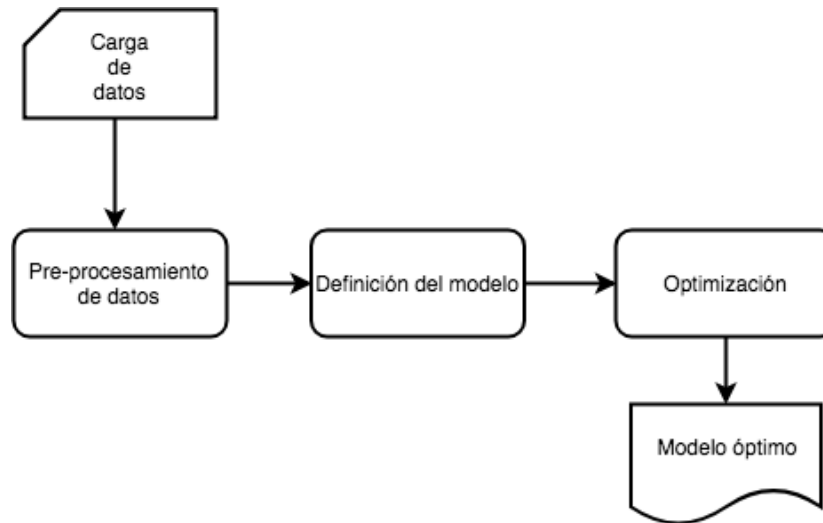 Carga
de
datos
Pre-procesamiento
de datos
Definición del modelo
Optimización
Modelo óptimo